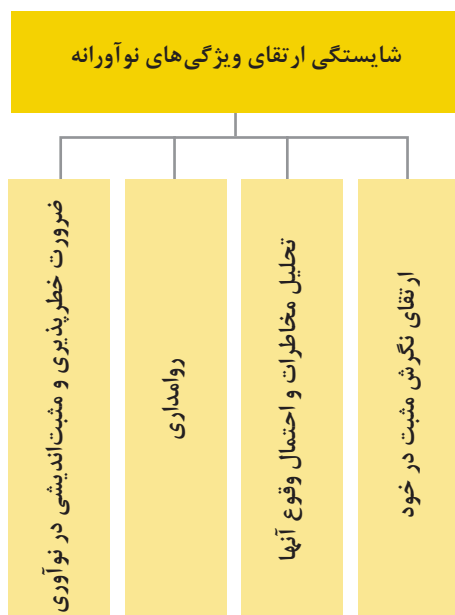 شایستگی ارتقای ویژگی‌های نوآورانه
ارتقای نگرش مثبت در خود
تحلیل مخاطرات و احتمال وقوع آنها
روامداری
ضرورت خطرپذیری و مثبت‌اندیشی در نوآوری